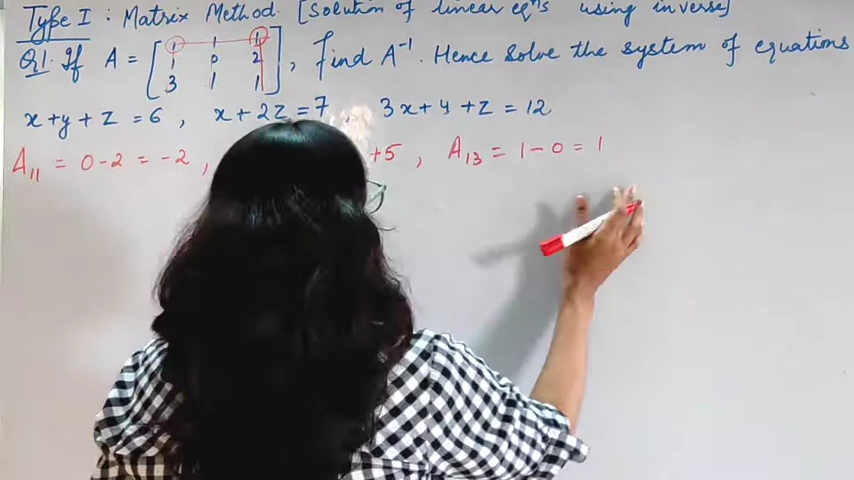 Type I : Matrix Method [Solution of linear eqⁿs using inverse]
Q1. If A = [1 1 1
1 0 2
3 1 1], find A⁻¹. Hence solve the system of equations
x+y+z = 6, x+2z = 7, 3x+y+z = 12
A₁₁ = 0-2 = -2, +5, A₁₃ = 1-0 = 1